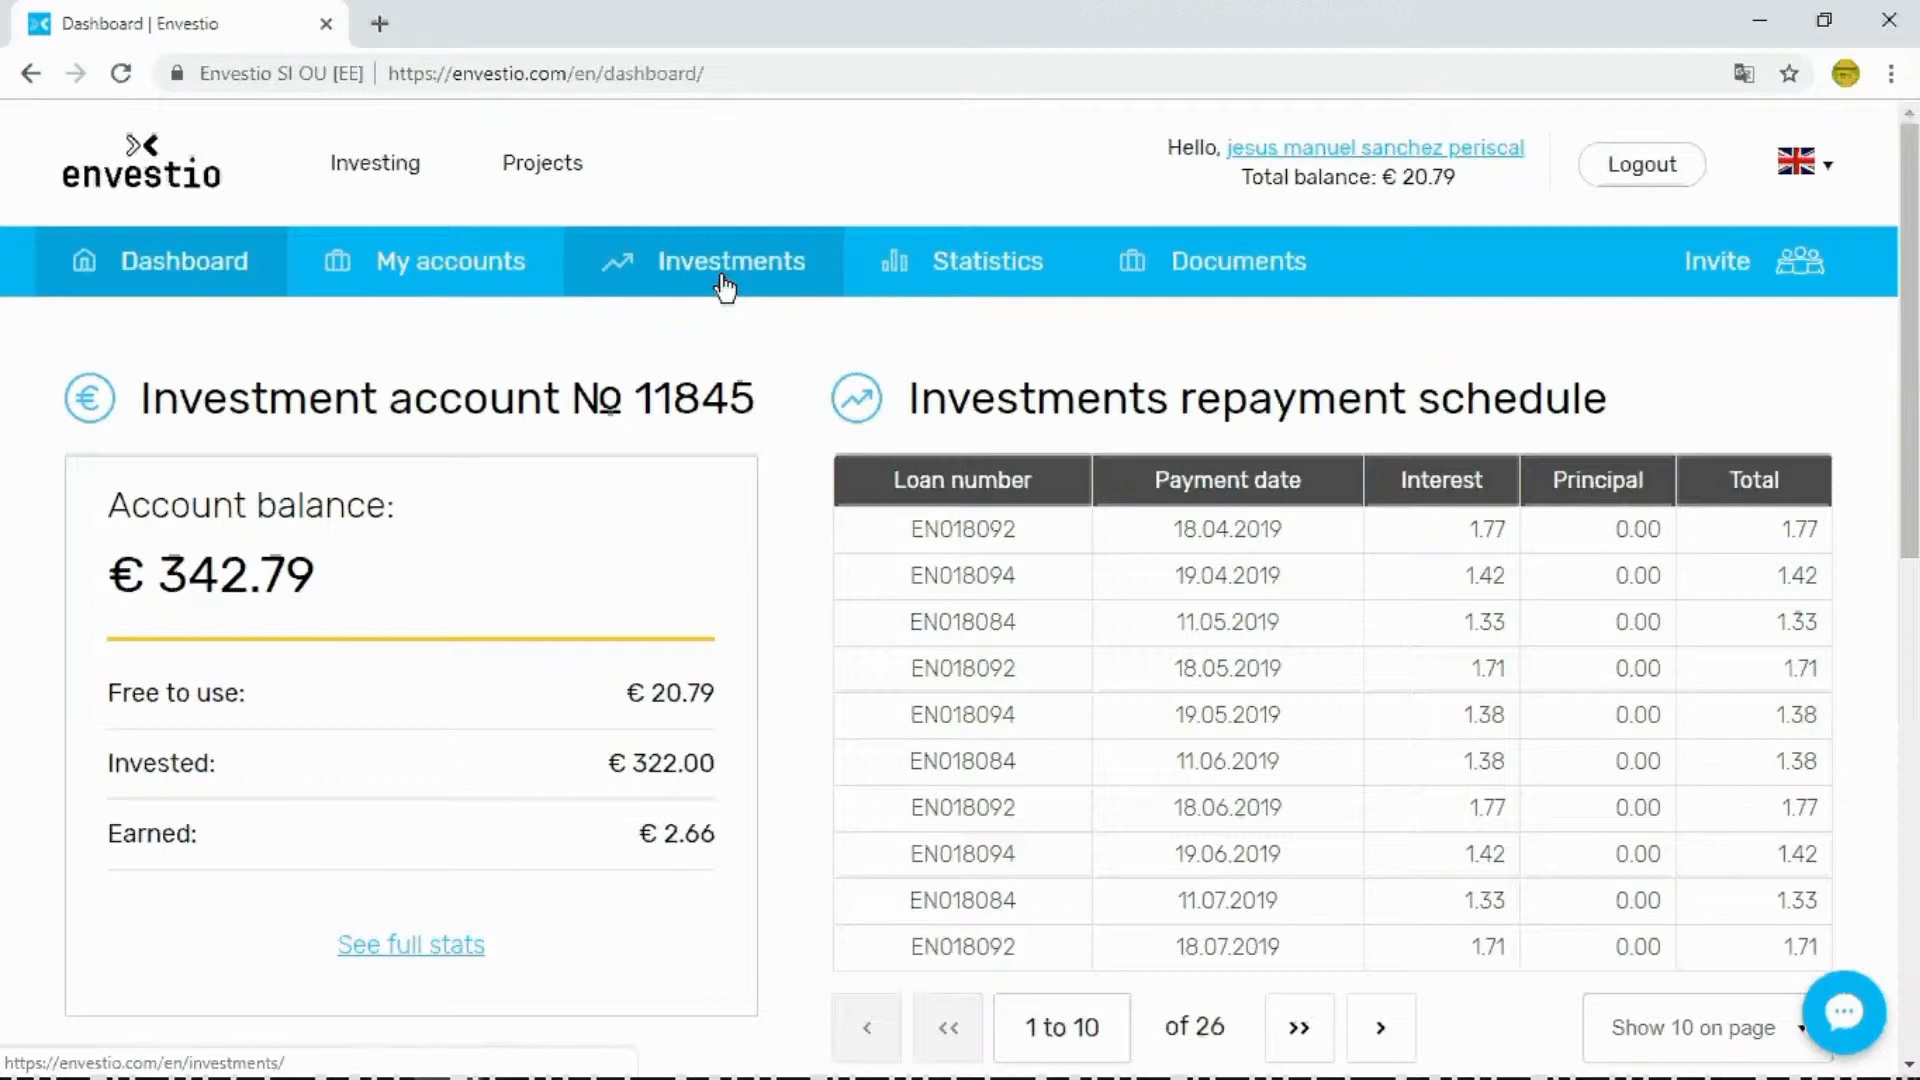 Dashboard | Envestio
Envestio SI OU [EE] | https://envestio.com/en/dashboard/
envestio
Investing
Projects
Hello, jesus manuel sanchez periscal
Total balance: € 20.79
Logout
Dashboard
My accounts
Investments
Statistics
Documents
Invite
Investment account № 11845
Account balance:
€ 342.79
Free to use: € 20.79
Invested: € 322.00
Earned: € 2.66
See full stats
Investments repayment schedule
Loan number Payment date Interest Principal Total
EN018092 18.04.2019 1.77 0.00 1.77
EN018094 19.04.2019 1.42 0.00 1.42
EN018084 11.05.2019 1.33 0.00 1.33
EN018092 18.05.2019 1.71 0.00 1.71
EN018094 19.05.2019 1.38 0.00 1.38
EN018084 11.06.2019 1.38 0.00 1.38
EN018092 18.06.2019 1.77 0.00 1.77
EN018094 19.06.2019 1.42 0.00 1.42
EN018084 11.07.2019 1.33 0.00 1.33
EN018092 18.07.2019 1.71 0.00 1.71
‹ ‹‹ 1 to 10 of 26 ›› › Show 10 on page
https://envestio.com/en/investments/